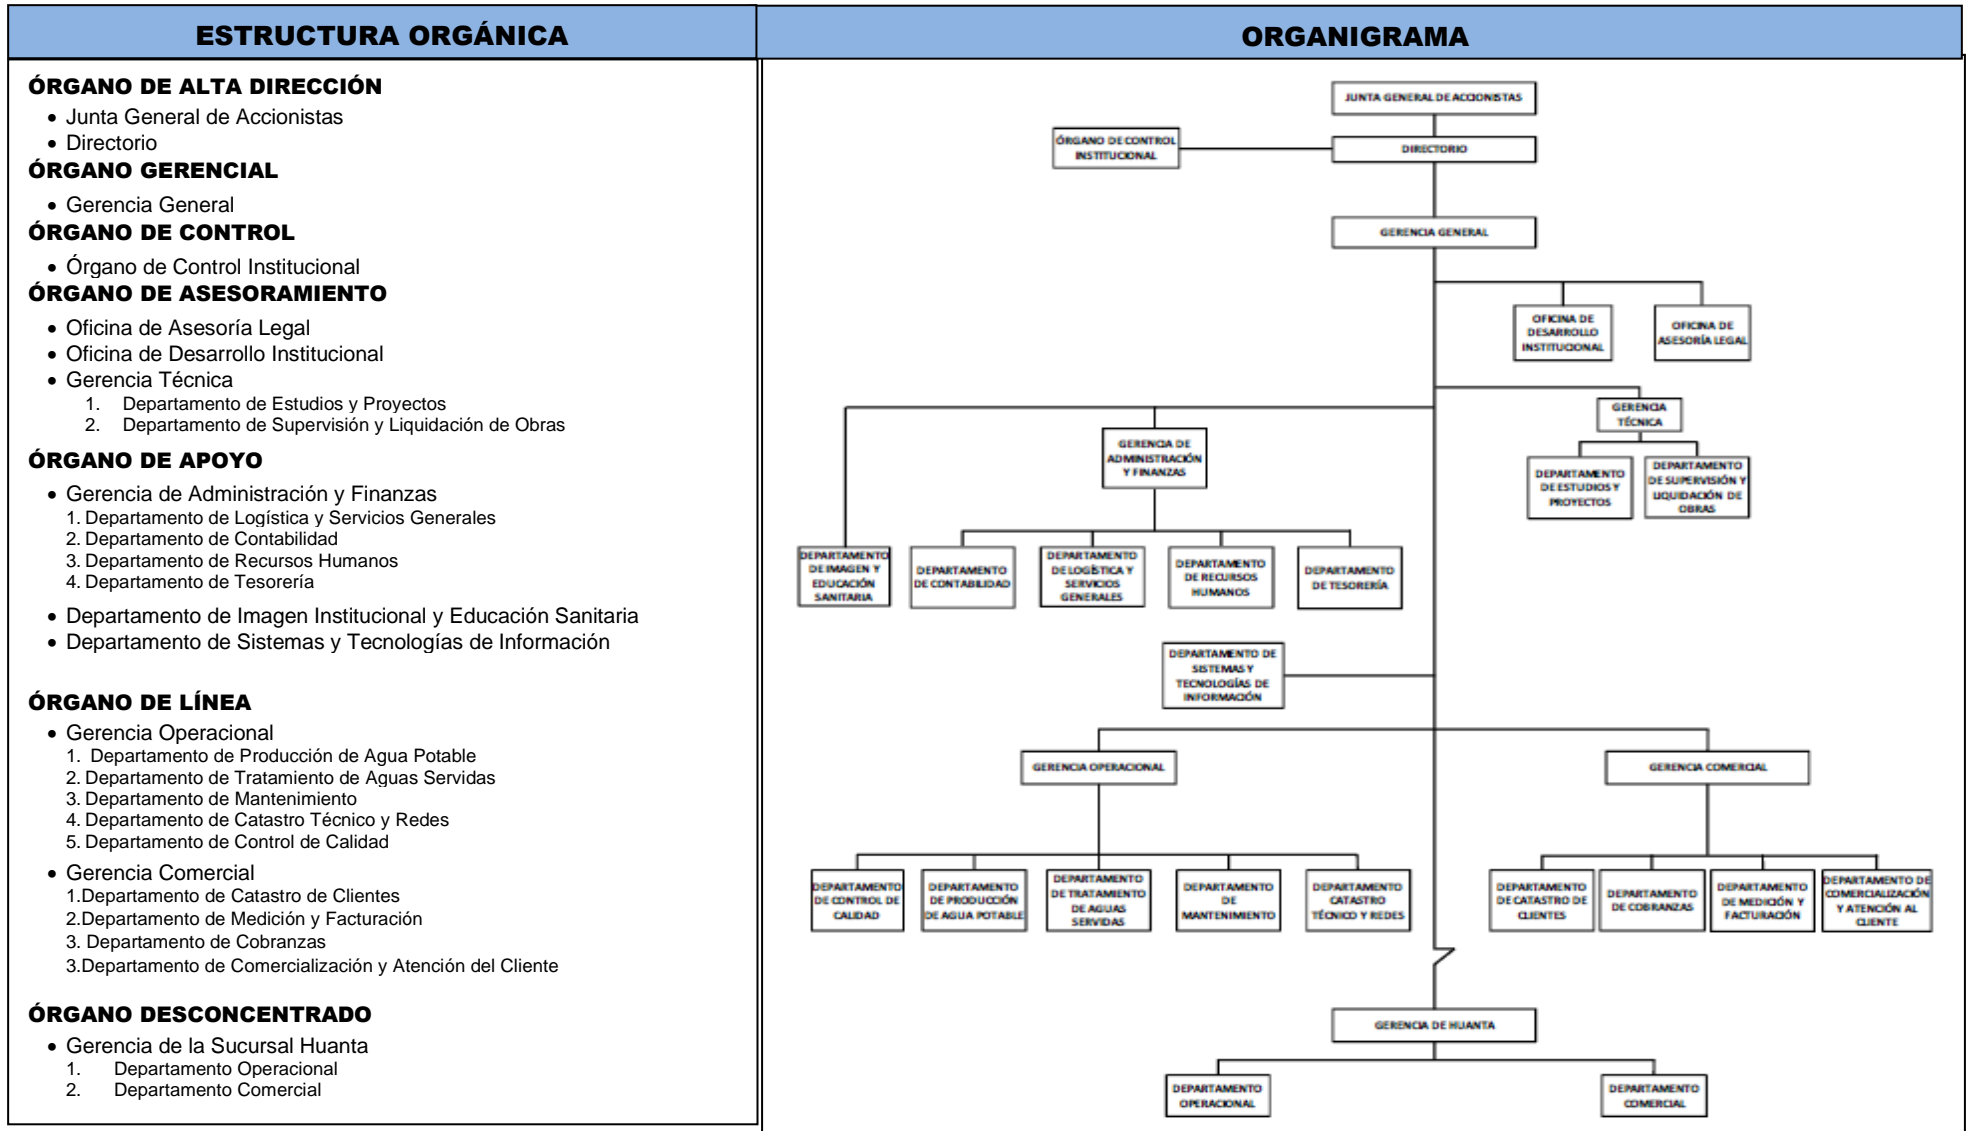 ESTRUCTURA ORGÁNICA
ÓRGANO DE ALTA DIRECCIÓN
• Junta General de Accionistas
• Directorio
ÓRGANO GERENCIAL
• Gerencia General
ÓRGANO DE CONTROL
• Órgano de Control Institucional
ÓRGANO DE ASESORAMIENTO
• Oficina de Asesoría Legal
• Oficina de Desarrollo Institucional
• Gerencia Técnica
1. Departamento de Estudios y Proyectos
2. Departamento de Supervisión y Liquidación de Obras
ÓRGANO DE APOYO
• Gerencia de Administración y Finanzas
1. Departamento de Logística y Servicios Generales
2. Departamento de Contabilidad
3. Departamento de Recursos Humanos
4. Departamento de Tesorería
• Departamento de Imagen Institucional y Educación Sanitaria
• Departamento de Sistemas y Tecnologías de Información
ÓRGANO DE LÍNEA
• Gerencia Operacional
1. Departamento de Producción de Agua Potable
2. Departamento de Tratamiento de Aguas Servidas
3. Departamento de Mantenimiento
4. Departamento de Catastro Técnico y Redes
5. Departamento de Control de Calidad
• Gerencia Comercial
1.Departamento de Catastro de Clientes
2.Departamento de Medición y Facturación
3. Departamento de Cobranzas
3.Departamento de Comercialización y Atención del Cliente
ÓRGANO DESCONCENTRADO
• Gerencia de la Sucursal Huanta
1. Departamento Operacional
2. Departamento Comercial
ORGANIGRAMA
JUNTA GENERAL DE ACCIONISTAS
ÓRGANO DE CONTROL
INSTITUCIONAL
DIRECTORIO
GERENCIA GENERAL
OFICINA DE
DESARROLLO
INSTITUCIONAL
OFICINA DE
ASESORÍA LEGAL
GERENCIA
TÉCNICA
DEPARTAMENTO
DE ESTUDIOS Y
PROYECTOS
DEPARTAMENTO
DE SUPERVISIÓN Y
LIQUIDACIÓN DE
OBRAS
GERENCIA DE
ADMINISTRACIÓN
Y FINANZAS
DEPARTAMENTO
DE IMAGEN Y
EDUCACIÓN
SANITARIA
DEPARTAMENTO
DE CONTABILIDAD
DEPARTAMENTO
DE LOGÍSTICA Y
SERVICIOS
GENERALES
DEPARTAMENTO
DE RECURSOS
HUMANOS
DEPARTAMENTO
DE TESORERÍA
DEPARTAMENTO DE
SISTEMAS Y
TECNOLOGÍAS DE
INFORMACIÓN
GERENCIA OPERACIONAL
GERENCIA COMERCIAL
DEPARTAMENTO
DE CONTROL DE
CALIDAD
DEPARTAMENTO
DE PRODUCCIÓN
DE AGUA POTABLE
DEPARTAMENTO
DE TRATAMIENTO
DE AGUAS
SERVIDAS
DEPARTAMENTO
DE
MANTENIMIENTO
DEPARTAMENTO
CATASTRO
TÉCNICO Y REDES
DEPARTAMENTO
DE CATASTRO DE
CLIENTES
DEPARTAMENTO
DE COBRANZAS
DEPARTAMENTO
DE MEDICIÓN Y
FACTURACIÓN
DEPARTAMENTO DE
COMERCIALIZACIÓN
Y ATENCIÓN AL
CLIENTE
GERENCIA DE HUANTA
DEPARTAMENTO
OPERACIONAL
DEPARTAMENTO
COMERCIAL